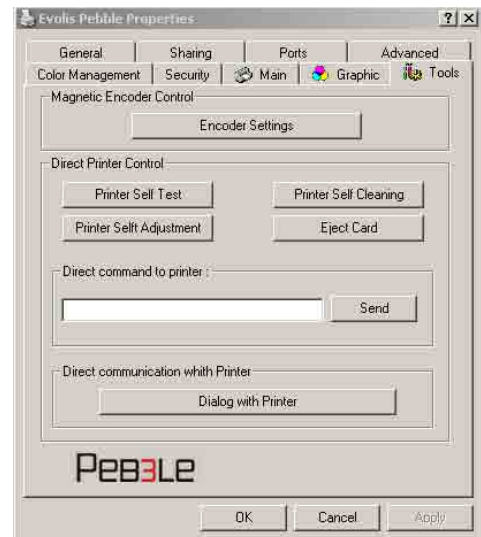 Evolis Pebble Properties
General Sharing Ports Advanced
Color Management Security Main Graphic Tools
Magnetic Encoder Control
Encoder Settings
Direct Printer Control
Printer Self Test Printer Self Cleaning
Printer Selft Adjustment Eject Card
Direct command to printer :
Send
Direct communication whith Printer
Dialog with Printer
PEBBLE
OK Cancel Apply